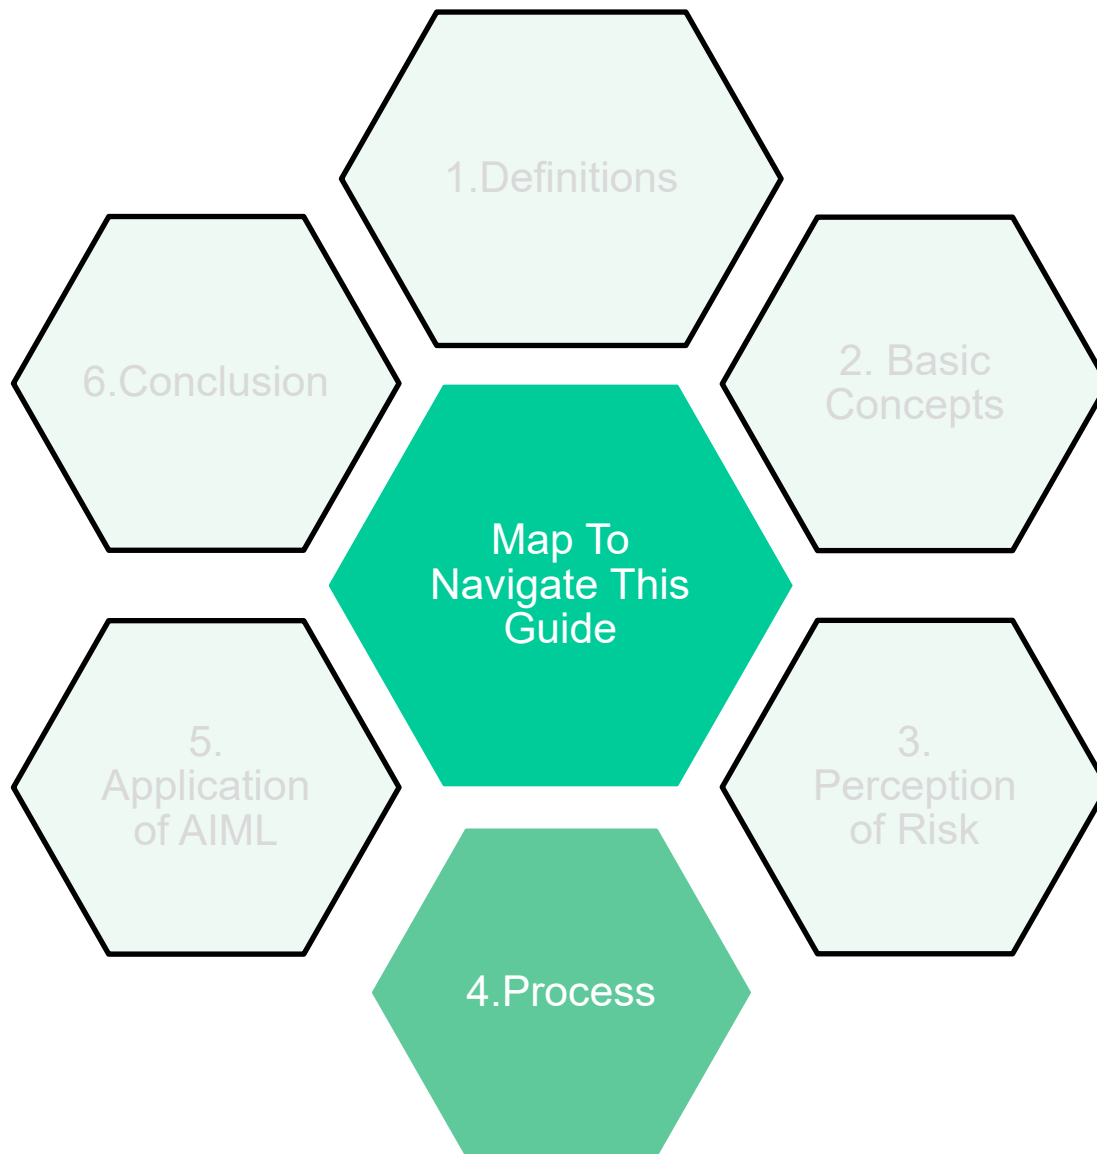 1.Definitions
2. Basic
Concepts
3.
Perception
of Risk
4.Process
5.
Application
of AIML
6.Conclusion
Map To
Navigate This
Guide